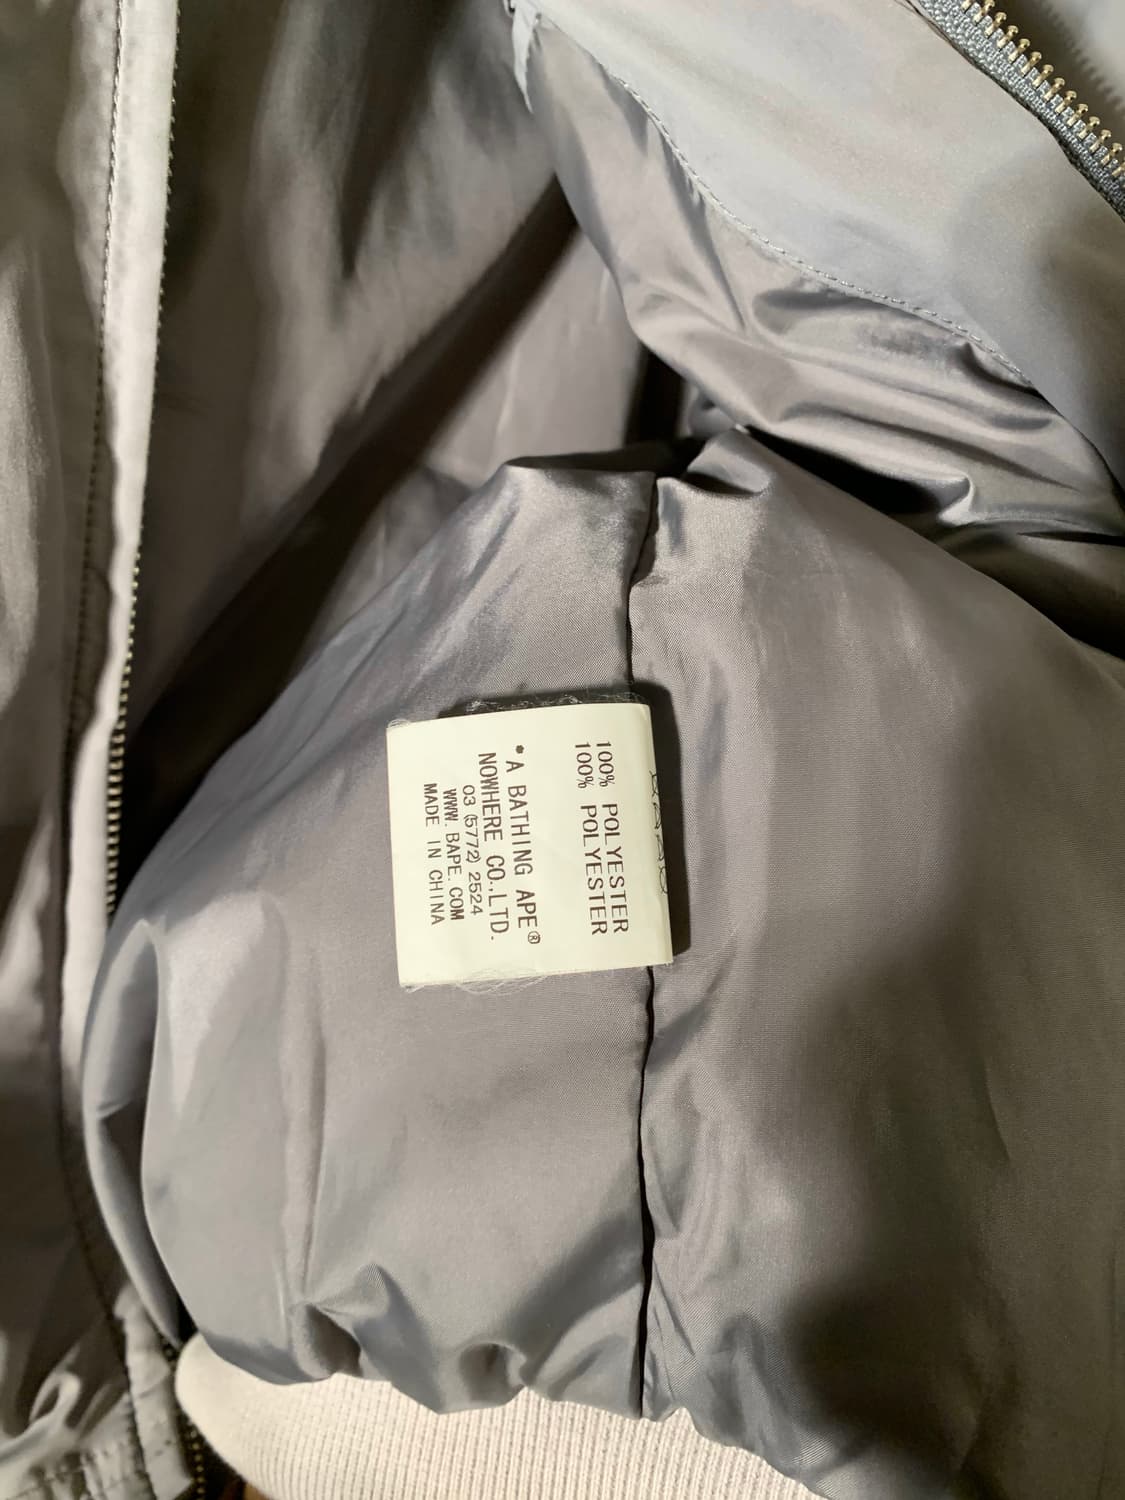 100% POLYESTER
100% POLYESTER
*A BATHING APE®
NOWHERE CO.,LTD.
03 (5772) 2524
WWW.BAPE.COM
MADE IN CHINA